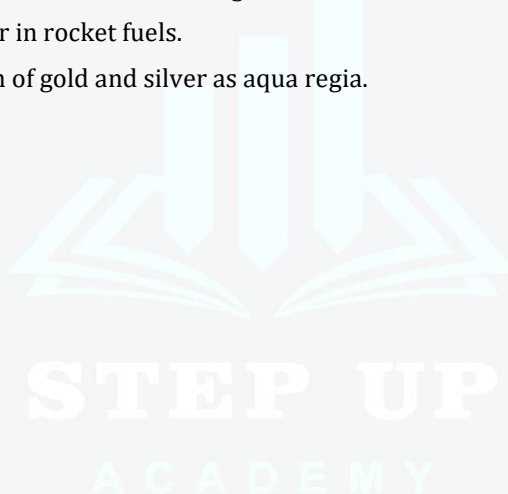 r in rocket fuels.
n of gold and silver as aqua regia.
STEP UP
ACADEMY